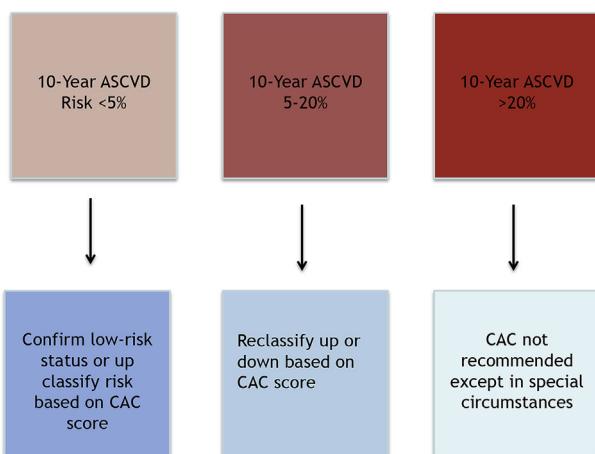 10-Year ASCVD
Risk <5%
10-Year ASCVD
5-20%
10-Year ASCVD
>20%
Confirm low-risk
status or up
classify risk
based on CAC
score
Reclassify up or
down based on
CAC score
CAC not
recommended
except in special
circumstances